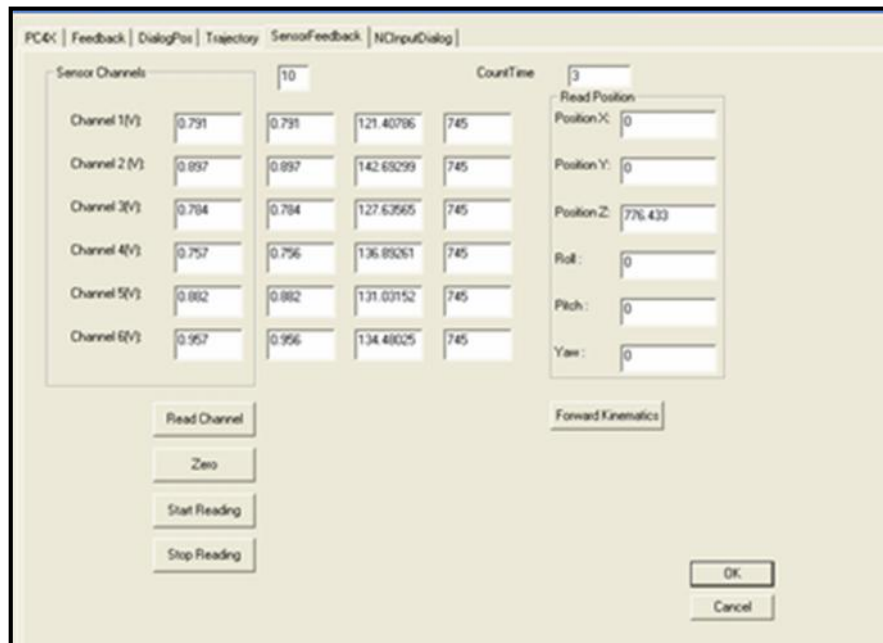 PC4X Feedback DialogPos Trajectory SensorFeedback NCInputDialog
Sensor Channels 10 CountTime 3
Read Position
Channel 1(V): 0.791 0.791 121.40786 745 Position X: 0
Channel 2 (V): 0.897 0.897 142.69299 745 Position Y: 0
Channel 3(V): 0.784 0.784 127.63565 745 Position Z: 776.433
Channel 4(V): 0.757 0.756 136.89261 745 Roll : 0
Channel 5(V): 0.882 0.882 131.03152 745 Pitch : 0
Channel 6(V): 0.957 0.956 134.48025 745 Yaw : 0
Read Channel Forward Kinematics
Zero
Start Reading
Stop Reading
OK
Cancel